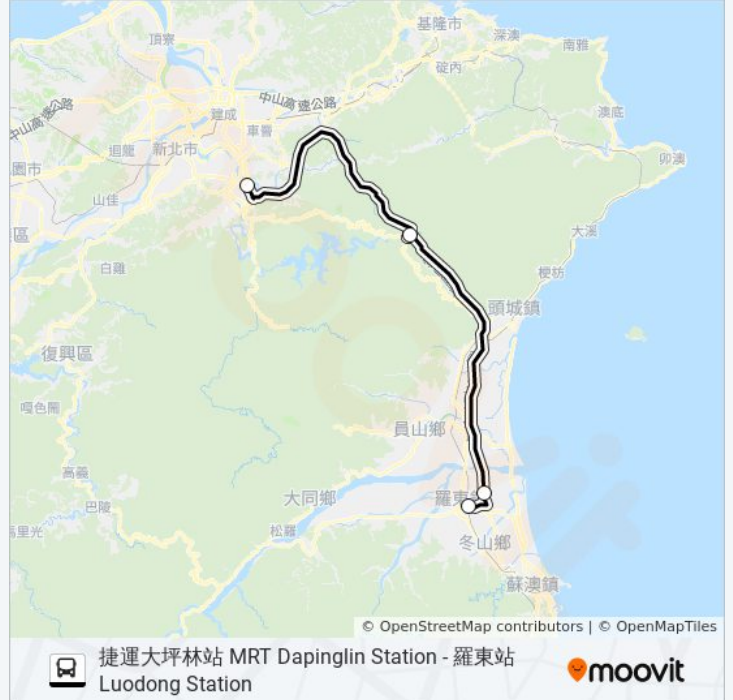 基隆市
深澳
南雅
頂寮
碇內
中山高速公路
建成
澳底
中山高速公路
車罾
迴龍
新北市
卯澳
園市
山佳
區
大溪
白雞
梗枋
頭城鎮
復興區
嘎色鬧
員山鄉
高義
大同鄉
羅東
巴陵
松羅
冬山鄉
蘇澳鎮
© OpenStreetMap contributors | © OpenMapTiles
捷運大坪林站 MRT Dapinglin Station - 羅東站
Luodong Station
moovit